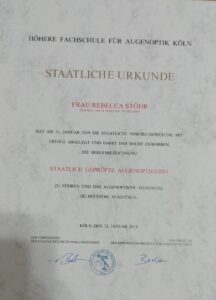 HÖHERE FACHSCHULE FÜR AUGENOPTIK KÖLN
STAATLICHE URKUNDE
FRAU REBECCA STÖHR
HAT AM 21. JANUAR 2019 DIE STAATLICHE ABSCHLUSSPRÜFUNG MIT
ERFOLG ABGELEGT UND DAMIT DAS RECHT ERWORBEN,
DIE BERUFSBEZEICHNUNG
STAATLICH GEPRÜFTE AUGENOPTIKERIN
ZU FÜHREN UND DAS AUGENOPTIKER-HANDWERK
SELBSTÄNDIG AUSZUÜBEN.
KÖLN, DEN 21. JANUAR 2019